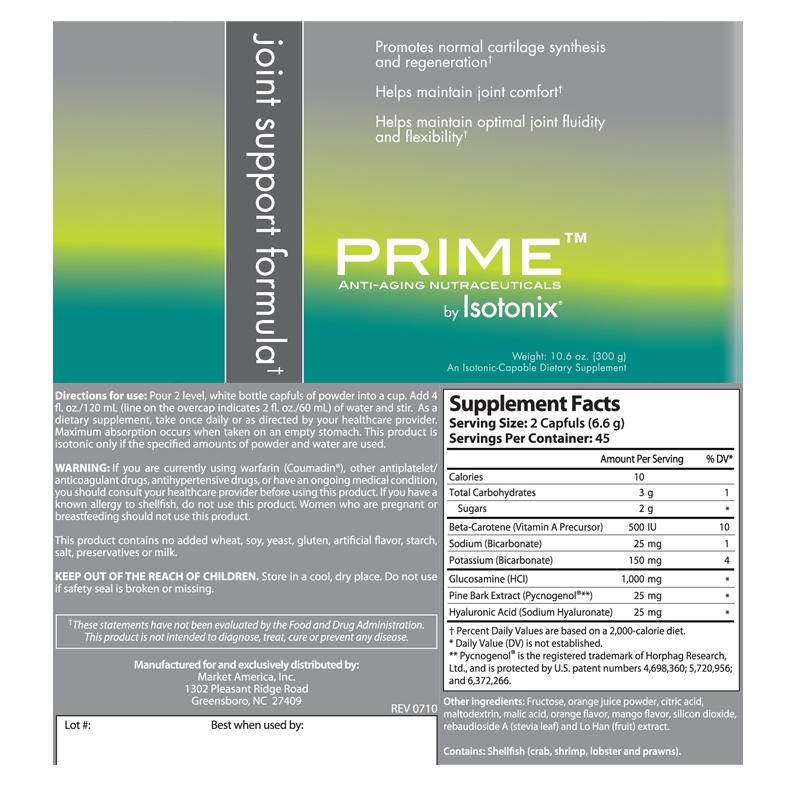 joint support formula†
Promotes normal cartilage synthesis
and regeneration†
Helps maintain joint comfort†
Helps maintain optimal joint fluidity
and flexibility†
PRIME™
ANTI-AGING NUTRACEUTICALS
by Isotonix®
Weight: 10.6 oz. (300 g)
An Isotonic-Capable Dietary Supplement
Directions for use: Pour 2 level, white bottle capfuls of powder into a cup. Add 4
fl. oz./120 mL (line on the overcap indicates 2 fl. oz./60 mL) of water and stir. As a
dietary supplement, take once daily or as directed by your healthcare provider.
Maximum absorption occurs when taken on an empty stomach. This product is
isotonic only if the specified amounts of powder and water are used.
WARNING: If you are currently using warfarin (Coumadin®), other antiplatelet/
anticoagulant drugs, antihypertensive drugs, or have an ongoing medical condition,
you should consult your healthcare provider before using this product. If you have a
known allergy to shellfish, do not use this product. Women who are pregnant or
breastfeeding should not use this product.
This product contains no added wheat, soy, yeast, gluten, artificial flavor, starch,
salt, preservatives or milk.
KEEP OUT OF THE REACH OF CHILDREN. Store in a cool, dry place. Do not use
if safety seal is broken or missing.
†These statements have not been evaluated by the Food and Drug Administration.
This product is not intended to diagnose, treat, cure or prevent any disease.
Manufactured for and exclusively distributed by:
Market America, Inc.
1302 Pleasant Ridge Road
Greensboro, NC 27409
REV 0710
Lot #: Best when used by:
Supplement Facts
Serving Size: 2 Capfuls (6.6 g)
Servings Per Container: 45
Amount Per Serving % DV*
Calories 10
Total Carbohydrates 3 g 1
Sugars 2 g *
Beta-Carotene (Vitamin A Precursor) 500 IU 10
Sodium (Bicarbonate) 25 mg 1
Potassium (Bicarbonate) 150 mg 4
Glucosamine (HCl) 1,000 mg *
Pine Bark Extract (Pycnogenol®**) 25 mg *
Hyaluronic Acid (Sodium Hyaluronate) 25 mg *
† Percent Daily Values are based on a 2,000-calorie diet.
* Daily Value (DV) is not established.
** Pycnogenol® is the registered trademark of Horphag Research,
Ltd., and is protected by U.S. patent numbers 4,698,360; 5,720,956;
and 6,372,266.
Other ingredients: Fructose, orange juice powder, citric acid,
maltodextrin, malic acid, orange flavor, mango flavor, silicon dioxide,
rebaudioside A (stevia leaf) and Lo Han (fruit) extract.
Contains: Shellfish (crab, shrimp, lobster and prawns).